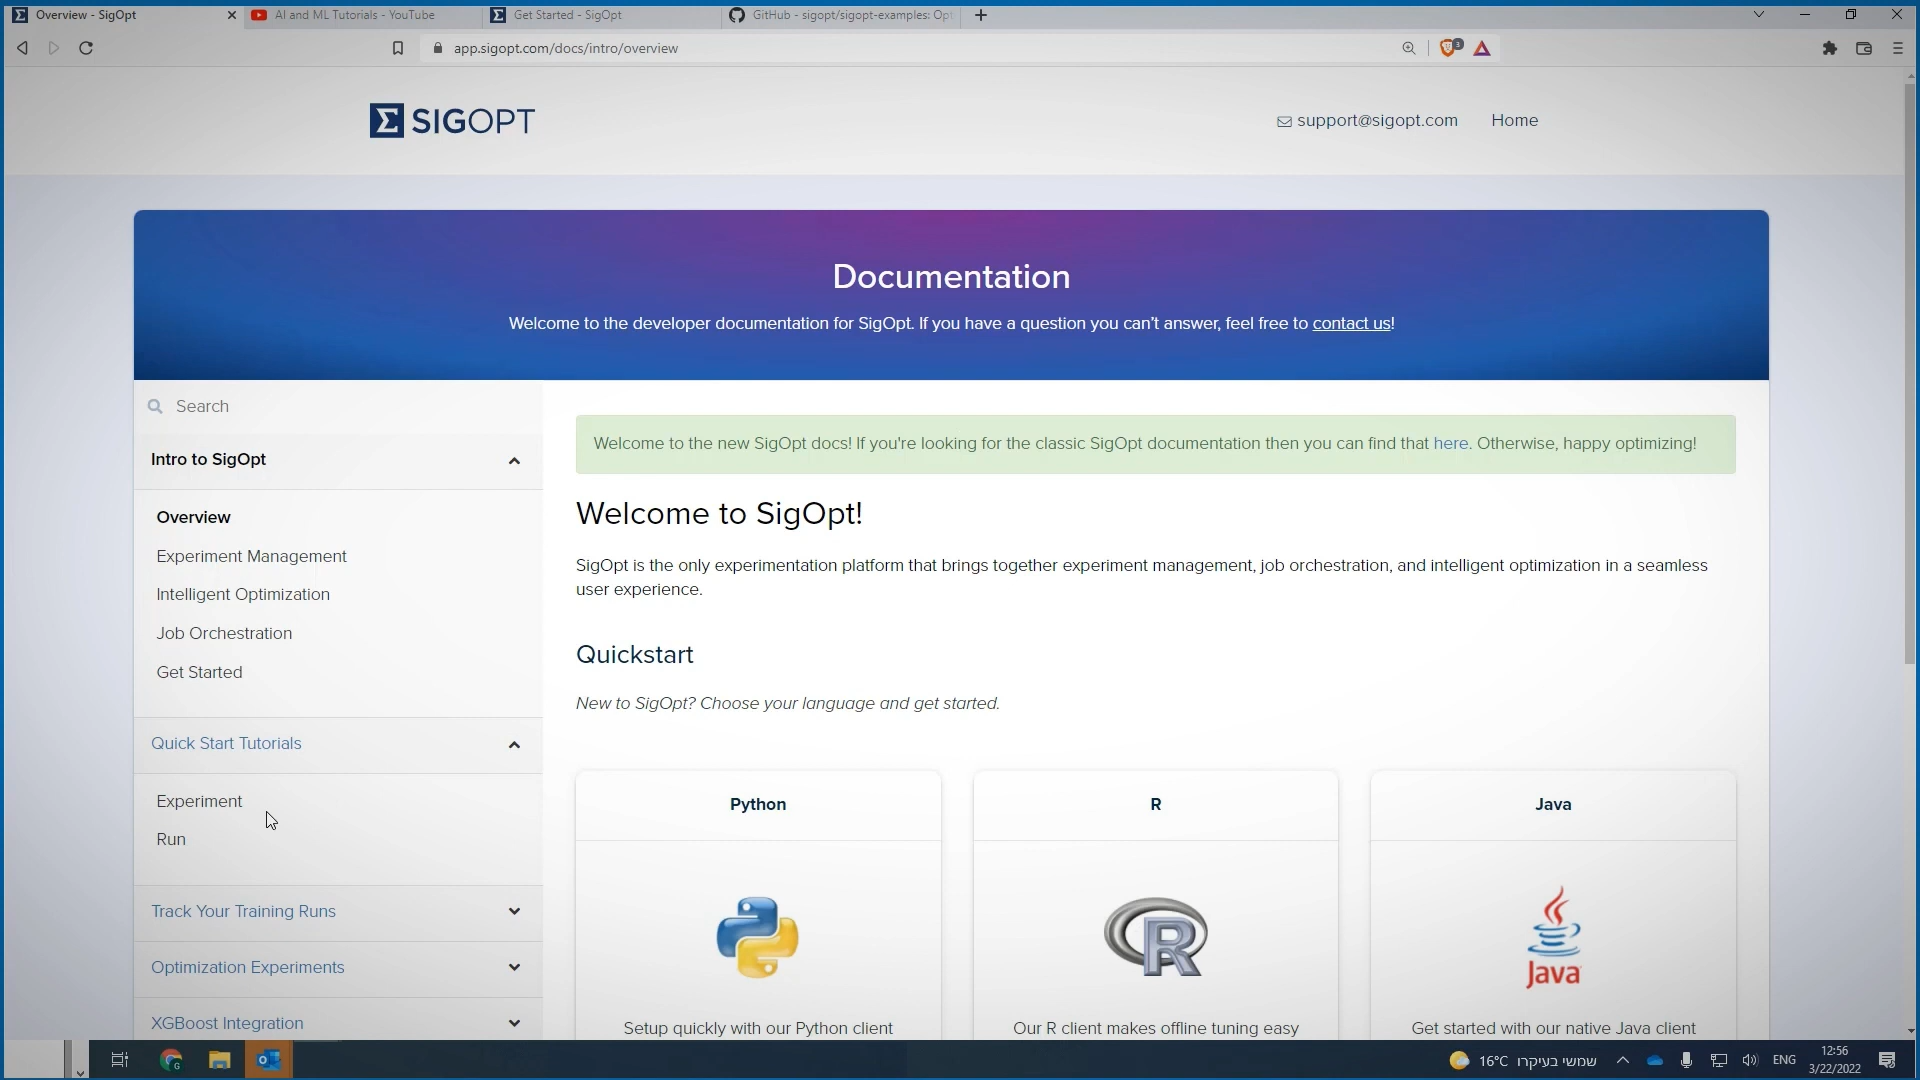 Overview - SigOpt
AI and ML Tutorials - YouTube
Get Started - SigOpt
GitHub - sigopt/sigopt-examples: Opt
app.sigopt.com/docs/intro/overview
3
Σ SIGOPT
support@sigopt.com
Home
Documentation
Welcome to the developer documentation for SigOpt. If you have a question you can't answer, feel free to contact us!
Search
Intro to SigOpt
Overview
Experiment Management
Intelligent Optimization
Job Orchestration
Get Started
Quick Start Tutorials
Experiment
Run
Track Your Training Runs
Optimization Experiments
XGBoost Integration
Welcome to the new SigOpt docs! If you're looking for the classic SigOpt documentation then you can find that here. Otherwise, happy optimizing!
Welcome to SigOpt!
SigOpt is the only experimentation platform that brings together experiment management, job orchestration, and intelligent optimization in a seamless
user experience.
Quickstart
New to SigOpt? Choose your language and get started.
Python
Setup quickly with our Python client
R
R
Our R client makes offline tuning easy
Java
Java
Get started with our native Java client
16°C שמשי בעיקרו
ENG
12:56
3/22/2022